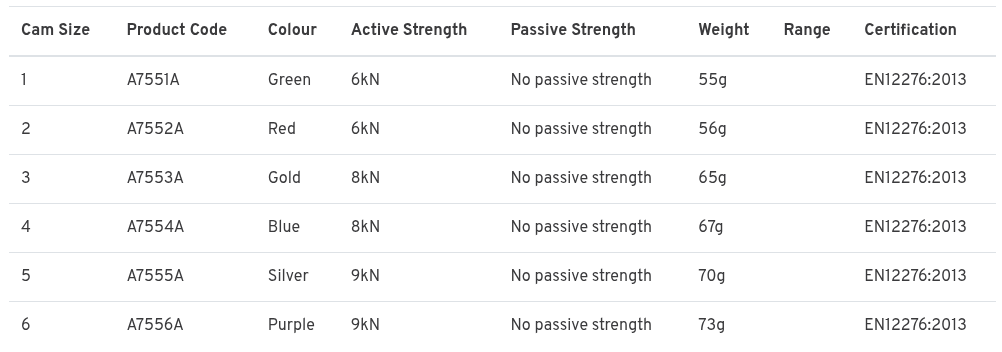 Cam Size Product Code Colour Active Strength Passive Strength Weight Range Certification
1 A7551A Green 6kN No passive strength 55g EN12276:2013
2 A7552A Red 6kN No passive strength 56g EN12276:2013
3 A7553A Gold 8kN No passive strength 65g EN12276:2013
4 A7554A Blue 8kN No passive strength 67g EN12276:2013
5 A7555A Silver 9kN No passive strength 70g EN12276:2013
6 A7556A Purple 9kN No passive strength 73g EN12276:2013